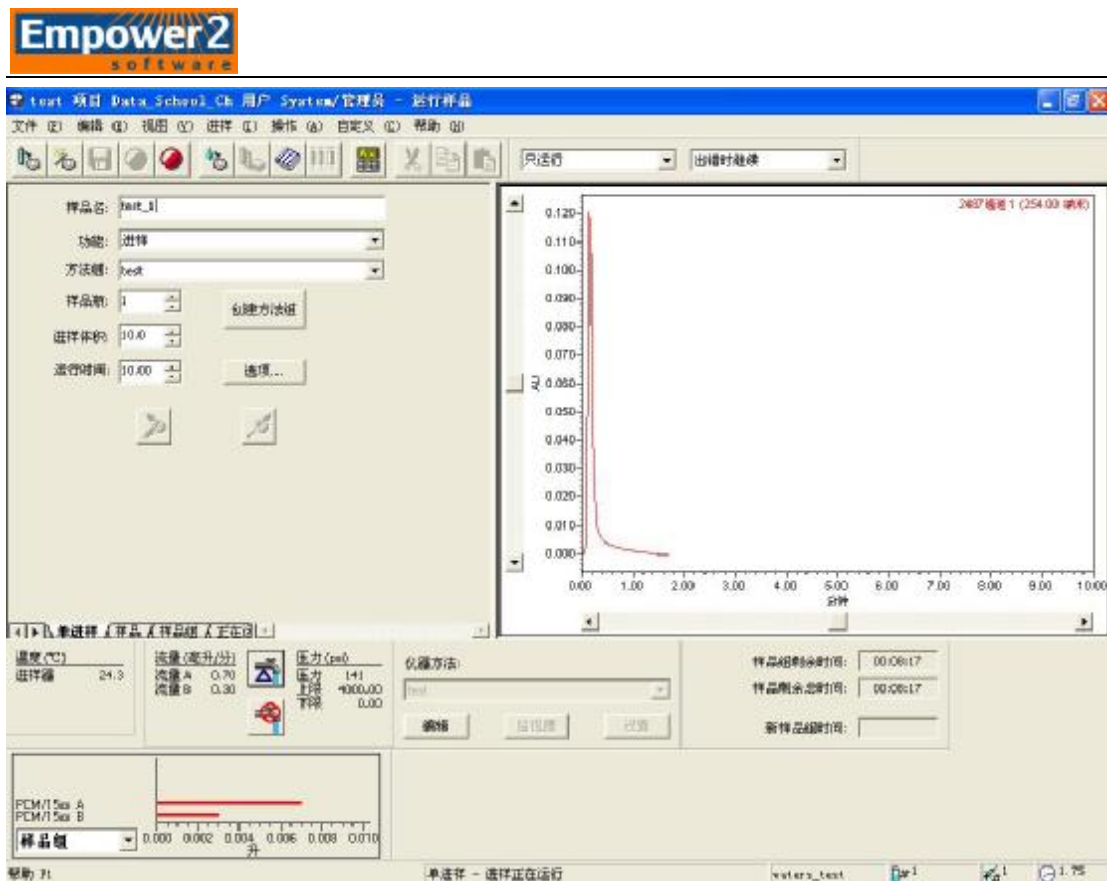 Empower2
software
test 项目 Data_School_Ch 用户 System/管理员 - 运行样品
文件 (F) 编辑 (E) 视图 (V) 进样 (I) 操作 (A) 自定义 (C) 帮助 (H)
只运行 出错时继续
样品名: test_1
功能: 进样
方法组: test
样品瓶: 1
创建方法组
进样体积: 10.0
运行时间: 10.00
选项...
2487通道 1 (254.00 纳米)
AU
0.120
0.110
0.100
0.090
0.080
0.070
0.060
0.050
0.040
0.030
0.020
0.010
0.000
0.00 1.00 2.00 3.00 4.00 5.00 6.00 7.00 8.00 9.00 10.00
分钟
单进样 样品 样品组 正在
温度(℃)
进样器 24.3
流量(毫升/分)
流量 A 0.70
流量 B 0.30
压力(psi)
压力 141
上限 4000.00
下限 0.00
仪器方法:
test
编辑 监视器 设置
样品组剩余时间: 00:08:17
样品剩余总时间: 00:08:17
新样品组时间:
PCM/15xx A
PCM/15xx B
样品组
0.000 0.002 0.004 0.006 0.008 0.010
升
帮助 F1
单进样 - 进样正在运行
waters_test
1.75